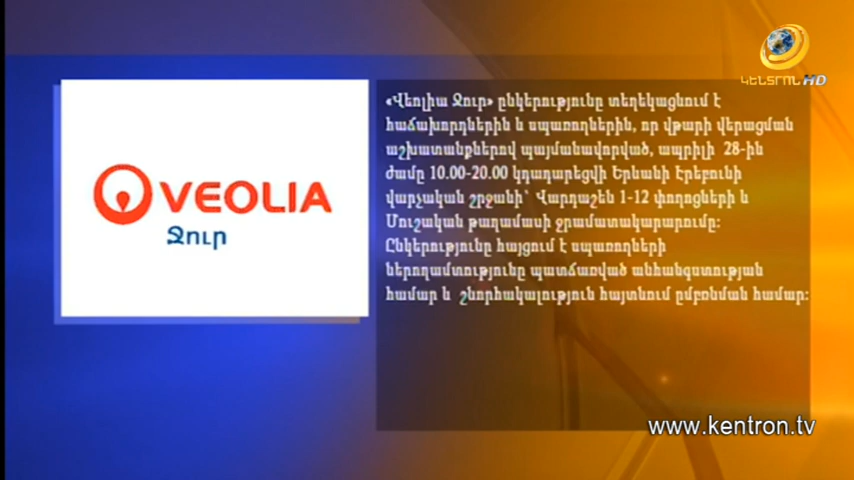 ԿԵՆՏՐՈՆ HD
VEOLIA
Ջուր
«Վեոլիա Ջուր» ընկերությունը տեղեկացնում է
հաճախորդներին և սպառողներին, որ վթարի վերացման
աշխատանքներով պայմանավորված, ապրիլի 28-ին
ժամը 10.00-20.00 կդադարեցվի Երևանի Էրեբունի
վարչական շրջանի՝ Վարդաշեն 1-12 փողոցների և
Մուշական թաղամասի ջրամատակարարումը:
Ընկերությունը հայցում է սպառողների
ներողամտությունը պատճառված անհանգստության
համար և շնորհակալություն հայտնում ըմբռնման համար:
www.kentron.tv